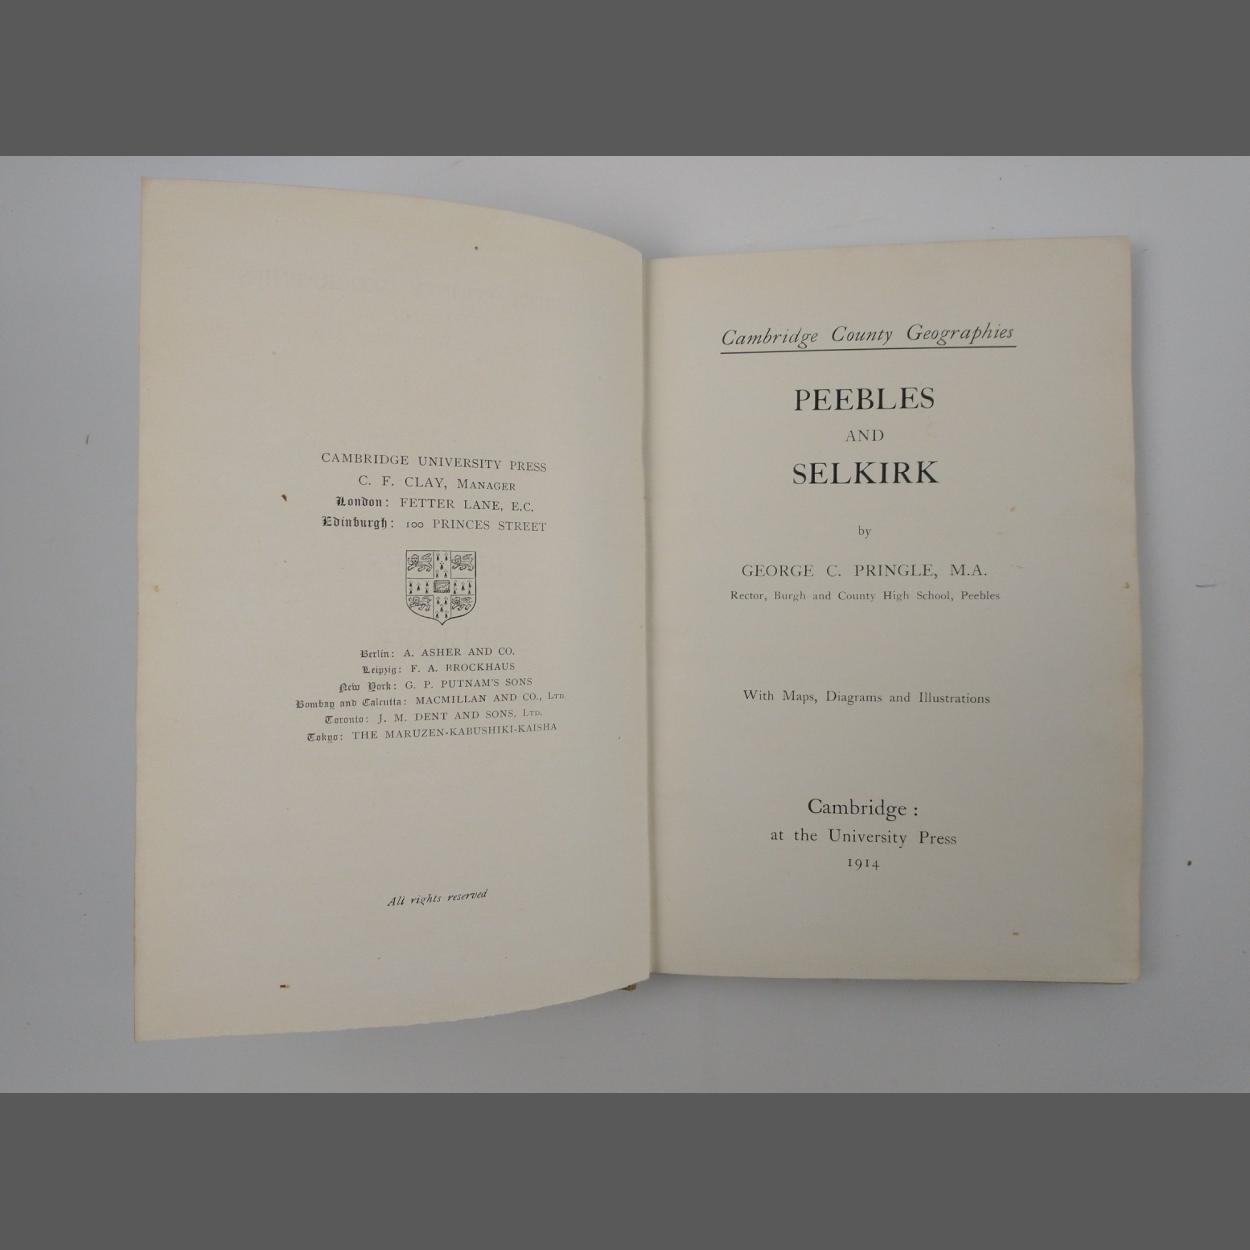 CAMBRIDGE UNIVERSITY PRESS
C. F. CLAY, MANAGER
London: FETTER LANE, E.C.
Edinburgh: 100 PRINCES STREET
Berlin: A. ASHER AND CO.
Leipzig: F. A. BROCKHAUS
New York: G. P. PUTNAM'S SONS
Bombay and Calcutta: MACMILLAN AND CO., LTD.
Toronto: J. M. DENT AND SONS, LTD.
Tokyo: THE MARUZEN-KABUSHIKI-KAISHA
All rights reserved
Cambridge County Geographies
PEEBLES
AND
SELKIRK
by
GEORGE C. PRINGLE, M.A.
Rector, Burgh and County High School, Peebles
With Maps, Diagrams and Illustrations
Cambridge:
at the University Press
1914